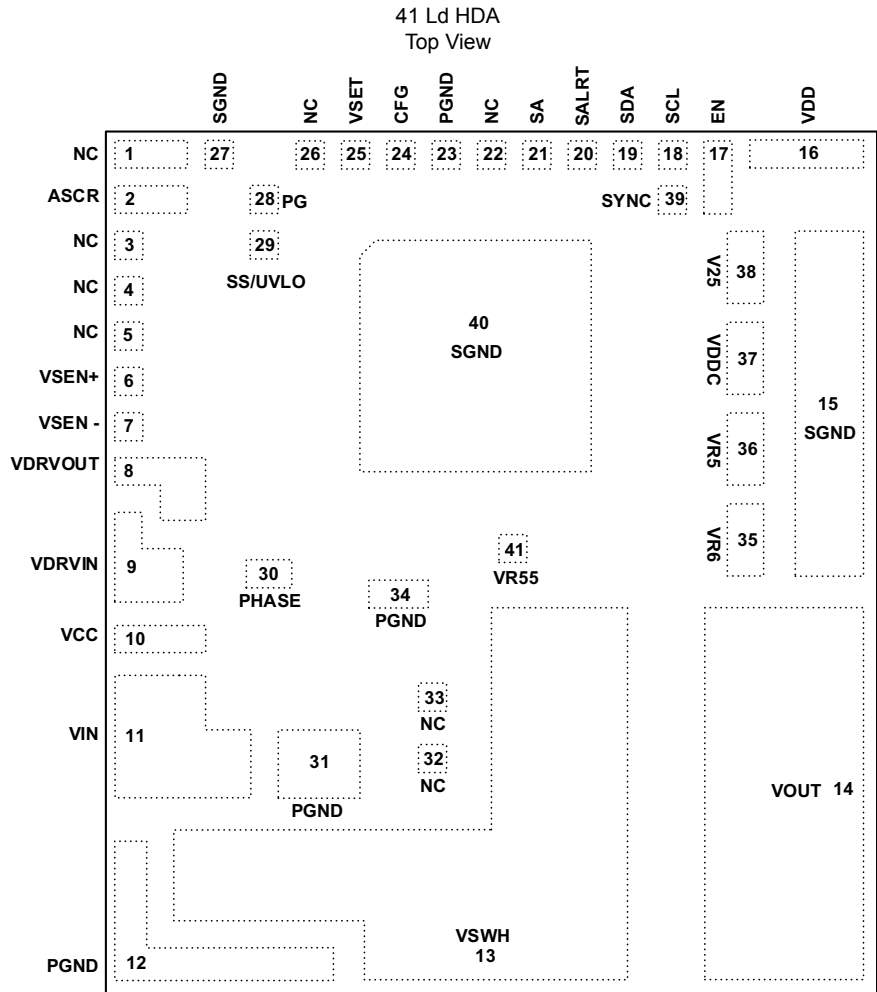 41 Ld HDA
Top View
SGND
NC
VSET
CFG
PGND
NC
SA
SALRT
SDA
SCL
EN
VDD
NC 1 27 26 25 24 23 22 21 20 19 18 17 16
ASCR 2 28 PG SYNC 39
NC 3 29
SS/UVLO
V25 38
NC 4
40
SGND
NC 5
VDDC 37
VSEN+ 6
15
SGND
VSEN - 7
VR5 36
VDRVOUT 8
VR6 35
41
VR55
VDRVIN 9
30
PHASE
34
PGND
VCC 10
33
NC
VIN 11
31
PGND
32
NC
VOUT 14
VSWH
13
PGND 12